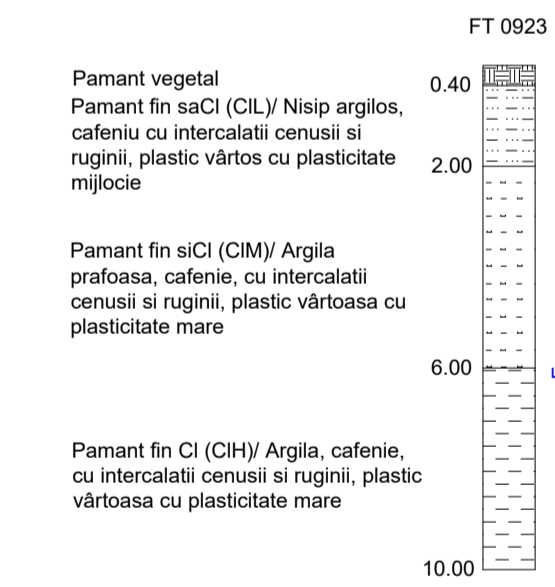 FT 0923
Pamant vegetal
0.40
Pamant fin saCl (ClL)/ Nisip argilos,
cafeniu cu intercalatii cenusii si
ruginii, plastic vârtos cu plasticitate
mijlocie
2.00
Pamant fin siCl (ClM)/ Argila
prafoasa, cafenie, cu intercalatii
cenusii si ruginii, plastic vârtoasa cu
plasticitate mare
6.00
Pamant fin Cl (ClH)/ Argila, cafenie,
cu intercalatii cenusii si ruginii, plastic
vârtoasa cu plasticitate mare
10.00